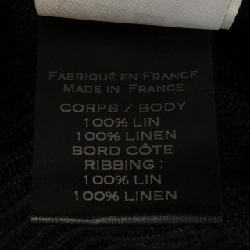 FABRIQUÉ EN FRANCE
MADE IN FRANCE
CORPS / BODY
100% LIN
100% LINEN
BORD CÔTE
RIBBING :
100% LIN
100% LINEN